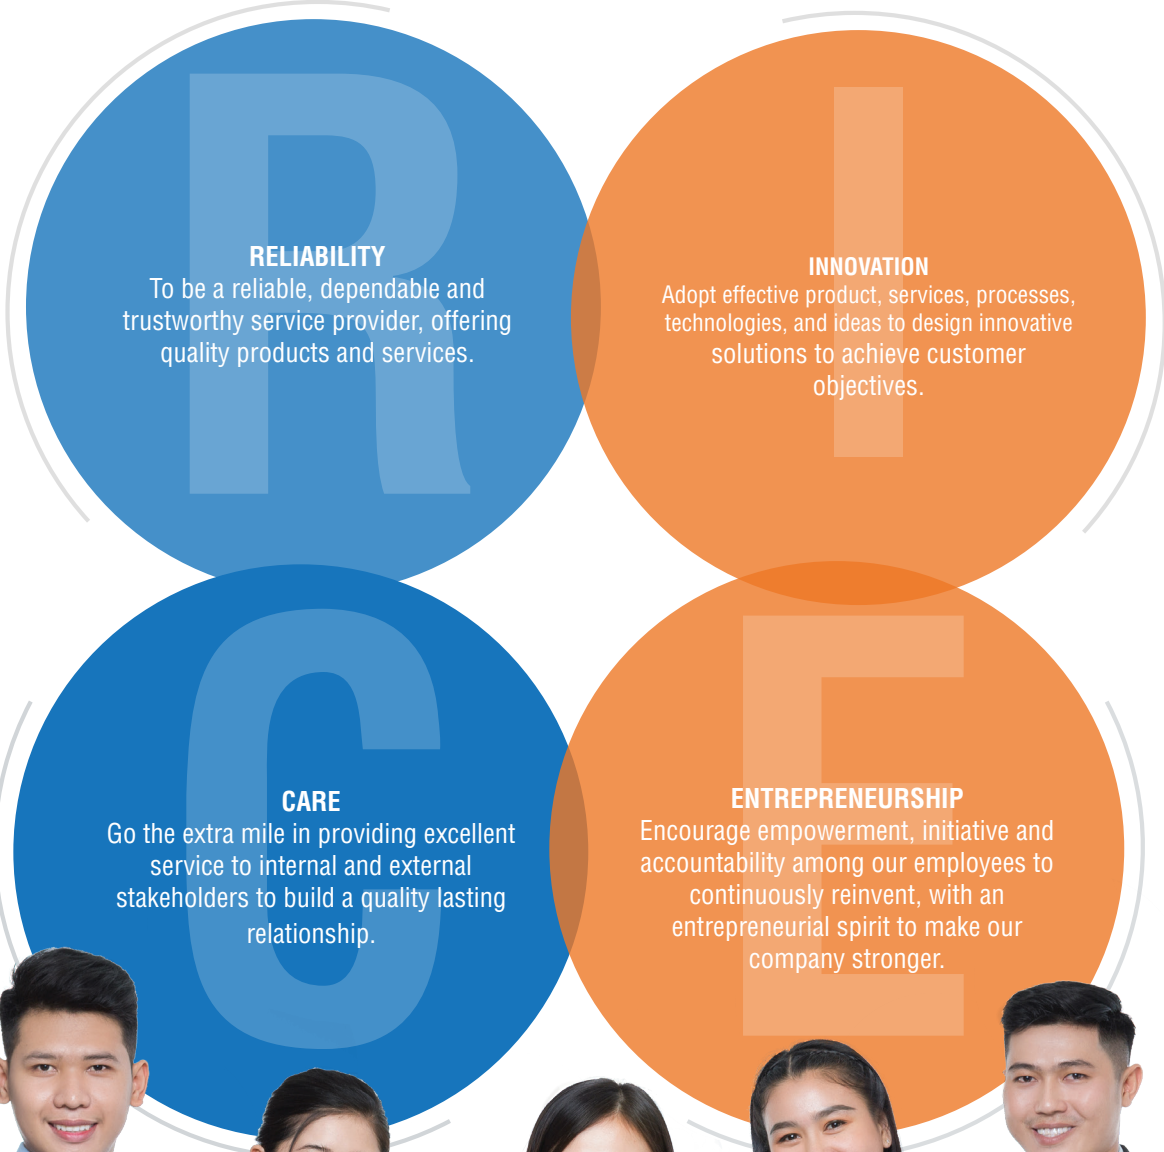 R
RELIABILITY
To be a reliable, dependable and
trustworthy service provider, offering
quality products and services.
I
INNOVATION
Adopt effective product, services, processes,
technologies, and ideas to design innovative
solutions to achieve customer
objectives.
C
CARE
Go the extra mile in providing excellent
service to internal and external
stakeholders to build a quality lasting
relationship.
E
ENTREPRENEURSHIP
Encourage empowerment, initiative and
accountability among our employees to
continuously reinvent, with an
entrepreneurial spirit to make our
company stronger.